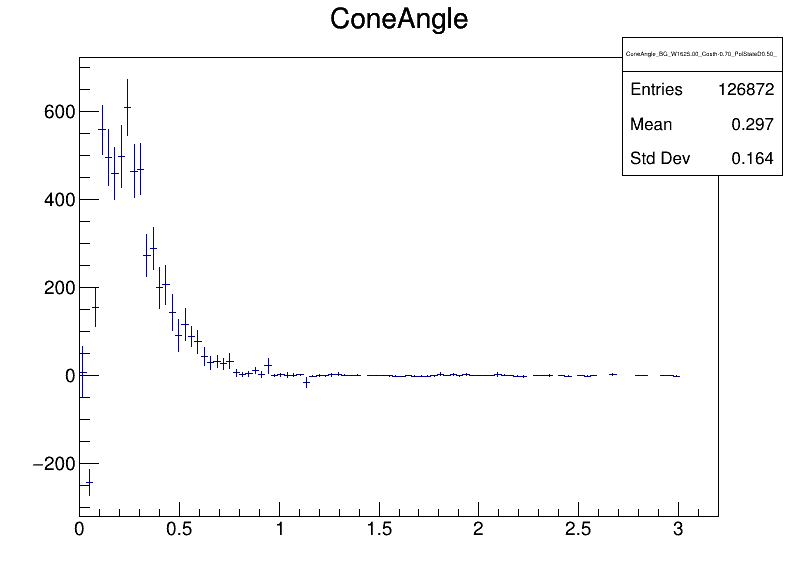 ConeAngle
ConeAngle_BG_W1625.00_Costh-0.70_PolStateD0.50_
Entries 126872
Mean 0.297
Std Dev 0.164
600
400
200
0
−200
0 0.5 1 1.5 2 2.5 3